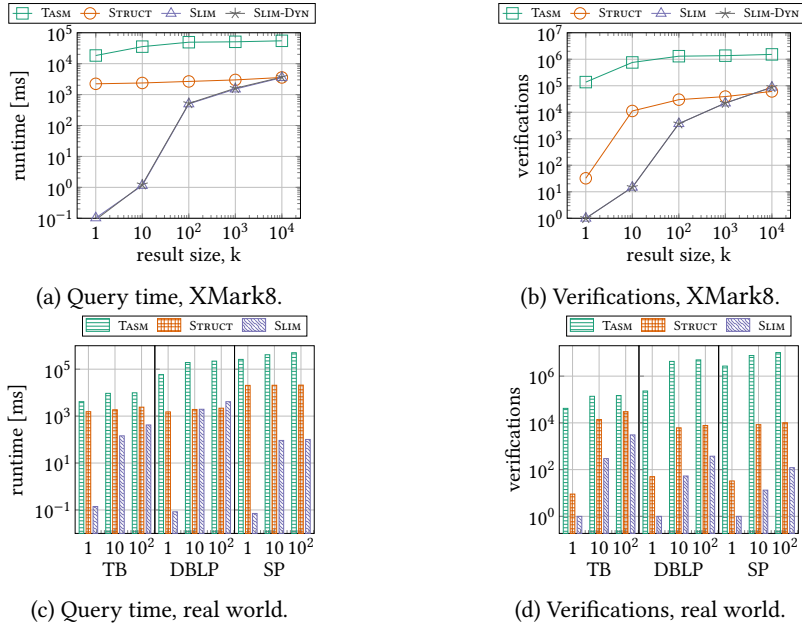 TASM STRUCT SLIM SLIM-DYN
10^5
10^4
10^3
10^2
10^1
10^0
10^−1
runtime [ms]
1 10 10^2 10^3 10^4
result size, k
(a) Query time, XMark8.
TASM STRUCT SLIM SLIM-DYN
10^7
10^6
10^5
10^4
10^3
10^2
10^1
10^0
verifications
1 10 10^2 10^3 10^4
result size, k
(b) Verifications, XMark8.
TASM STRUCT SLIM
10^5
10^3
10^1
10^−1
runtime [ms]
1 10 10^2 1 10 10^2 1 10 10^2
TB DBLP SP
(c) Query time, real world.
TASM STRUCT SLIM
10^6
10^4
10^2
10^0
verifications
1 10 10^2 1 10 10^2 1 10 10^2
TB DBLP SP
(d) Verifications, real world.